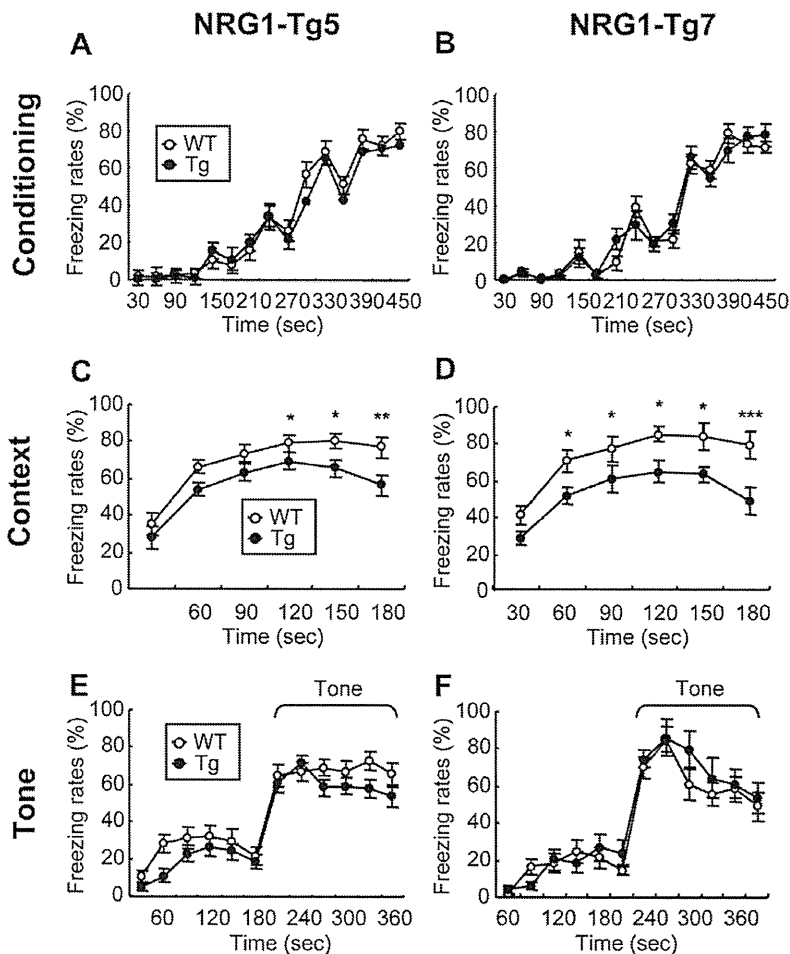 NRG1-Tg5 NRG1-Tg7
A B
Conditioning
Freezing rates (%)
100
80
60
40
20
0
WT
Tg
30 90 150 210 270 330 390 450
Time (sec)
Freezing rates (%)
100
80
60
40
20
0
30 90 150 210 270 330 390 450
Time (sec)
C D
Context
Freezing rates (%)
100
80
60
40
20
0
* * **
WT
Tg
60 90 120 150 180
Time (sec)
Freezing rates (%)
100
80
60
40
20
0
* * * * ***
30 60 90 120 150 180
Time (sec)
E F
Tone
Freezing rates (%)
100
80
60
40
20
0
WT
Tg
Tone
60 120 180 240 300 360
Time (sec)
Freezing rates (%)
100
80
60
40
20
0
Tone
60 120 180 240 300 360
Time (sec)